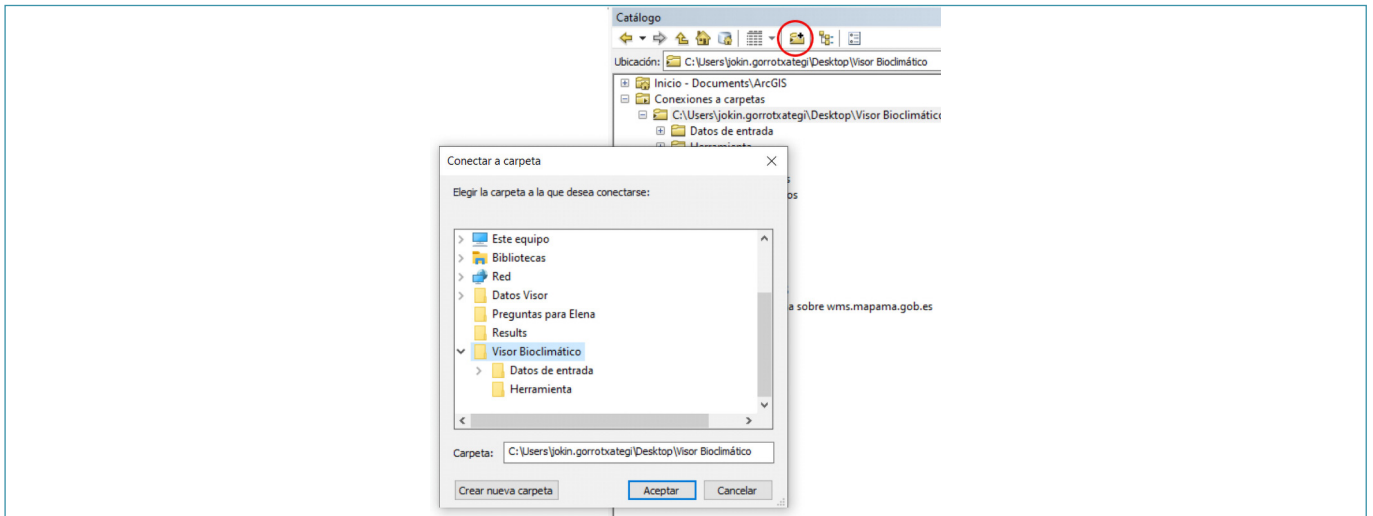 Catálogo
Ubicación: C:\Users\jokin.gorrotxategi\Desktop\Visor Bioclimático
Inicio - Documents\ArcGIS
Conexiones a carpetas
C:\Users\jokin.gorrotxategi\Desktop\Visor Bioclimático
Datos de entrada
Herramienta
Conectar a carpeta
Elegir la carpeta a la que desea conectarse:
os
Este equipo
Bibliotecas
Red
Datos Visor
a sobre wms.mapama.gob.es
Preguntas para Elena
Results
Visor Bioclimático
Datos de entrada
Herramienta
Carpeta: C:\Users\jokin.gorrotxategi\Desktop\Visor Bioclimático
Crear nueva carpeta Aceptar Cancelar